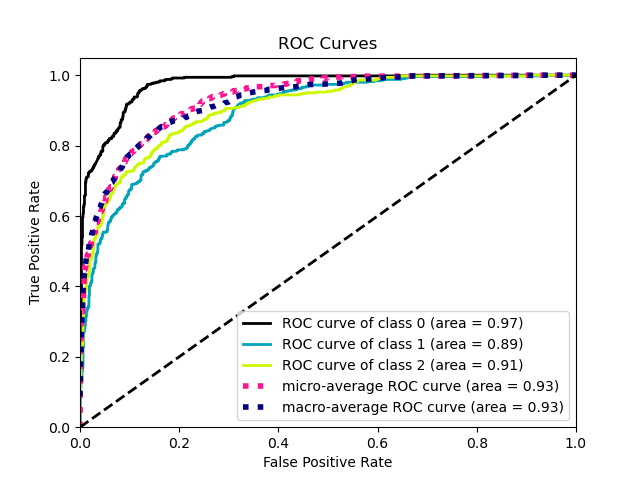 ROC Curves
True Positive Rate
1.0
0.8
0.6
0.4
0.2
0.0
ROC curve of class 0 (area = 0.97)
ROC curve of class 1 (area = 0.89)
ROC curve of class 2 (area = 0.91)
micro-average ROC curve (area = 0.93)
macro-average ROC curve (area = 0.93)
0.0 0.2 0.4 0.6 0.8 1.0
False Positive Rate